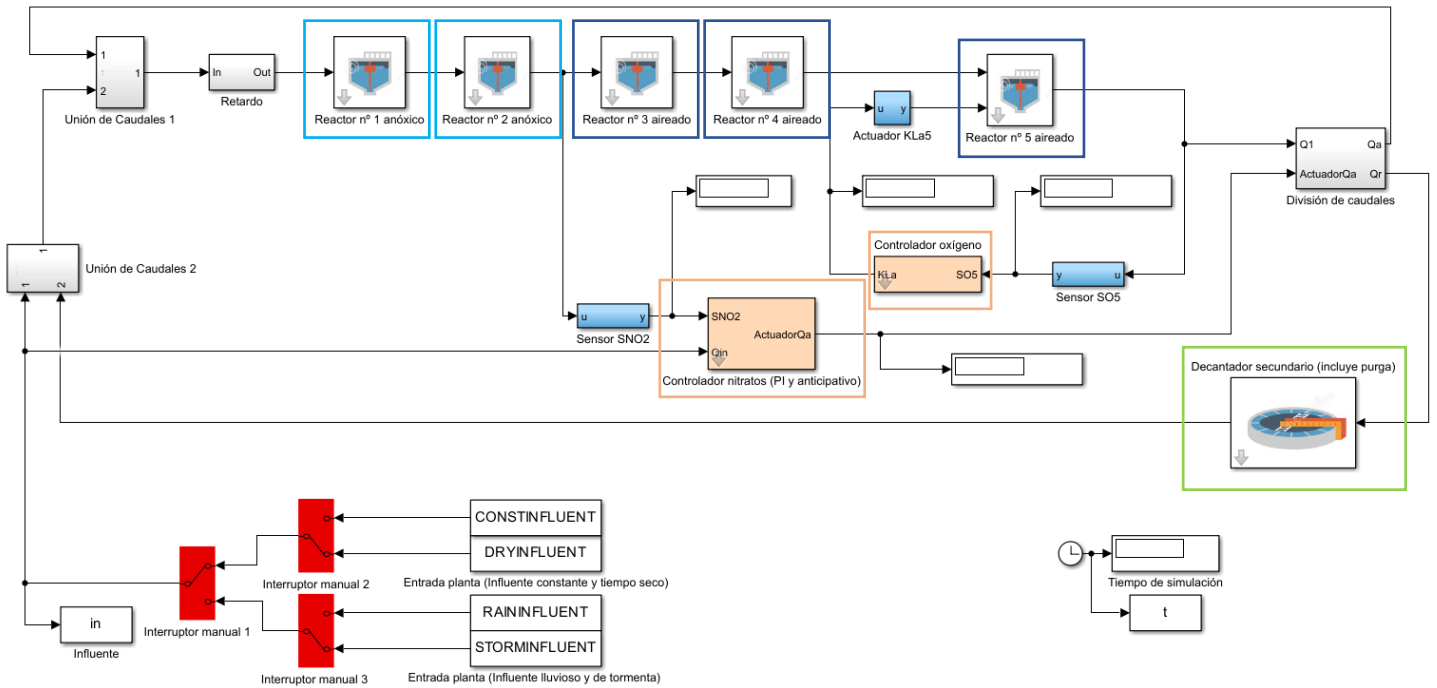 1
2
1
Unión de Caudales 1
In
Out
Retardo
Reactor nº 1 anóxico
Reactor nº 2 anóxico
Reactor nº 3 aireado
Reactor nº 4 aireado
u
y
Actuador KLa5
Reactor nº 5 aireado
Q1
Qa
ActuadorQa
Qr
División de caudales
1
1
2
Unión de Caudales 2
Controlador oxígeno
KLa
SO5
y
u
Sensor SO5
u
y
Sensor SNO2
SNO2
ActuadorQa
Qin
Controlador nitratos (PI y anticipativo)
Decantador secundario (incluye purga)
CONSTINFLUENT
DRYINFLUENT
Interruptor manual 2
Entrada planta (Influente constante y tiempo seco)
Tiempo de simulación
RAININFLUENT
t
in
Interruptor manual 1
STORMINFLUENT
Influente
Interruptor manual 3
Entrada planta (Influente lluvioso y de tormenta)